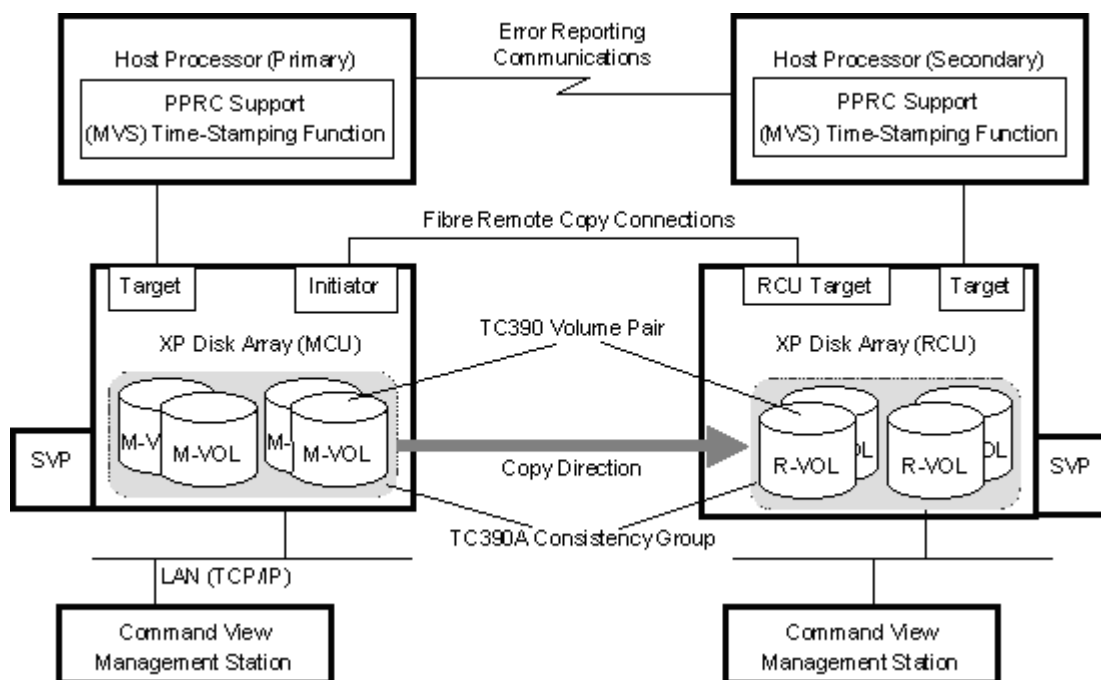 Host Processor (Primary)
PPRC Support
(MVS) Time-Stamping Function
Error Reporting
Communications
Host Processor (Secondary)
PPRC Support
(MVS) Time-Stamping Function
Fibre Remote Copy Connections
Target
Initiator
RCU Target
Target
XP Disk Array (MCU)
TC390 Volume Pair
XP Disk Array (RCU)
SVP
M-V
M-VOL
M-
M-VOL
Copy Direction
R-VOL
OL
R-VOL
OL
SVP
TC390A Consistency Group
LAN (TCP/IP)
Command View
Management Station
Command View
Management Station